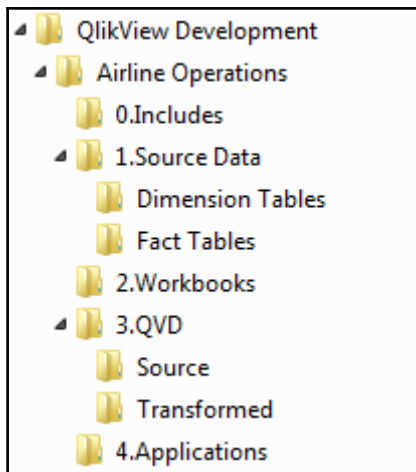 QlikView Development
Airline Operations
0.Includes
1.Source Data
Dimension Tables
Fact Tables
2.Workbooks
3.QVD
Source
Transformed
4.Applications